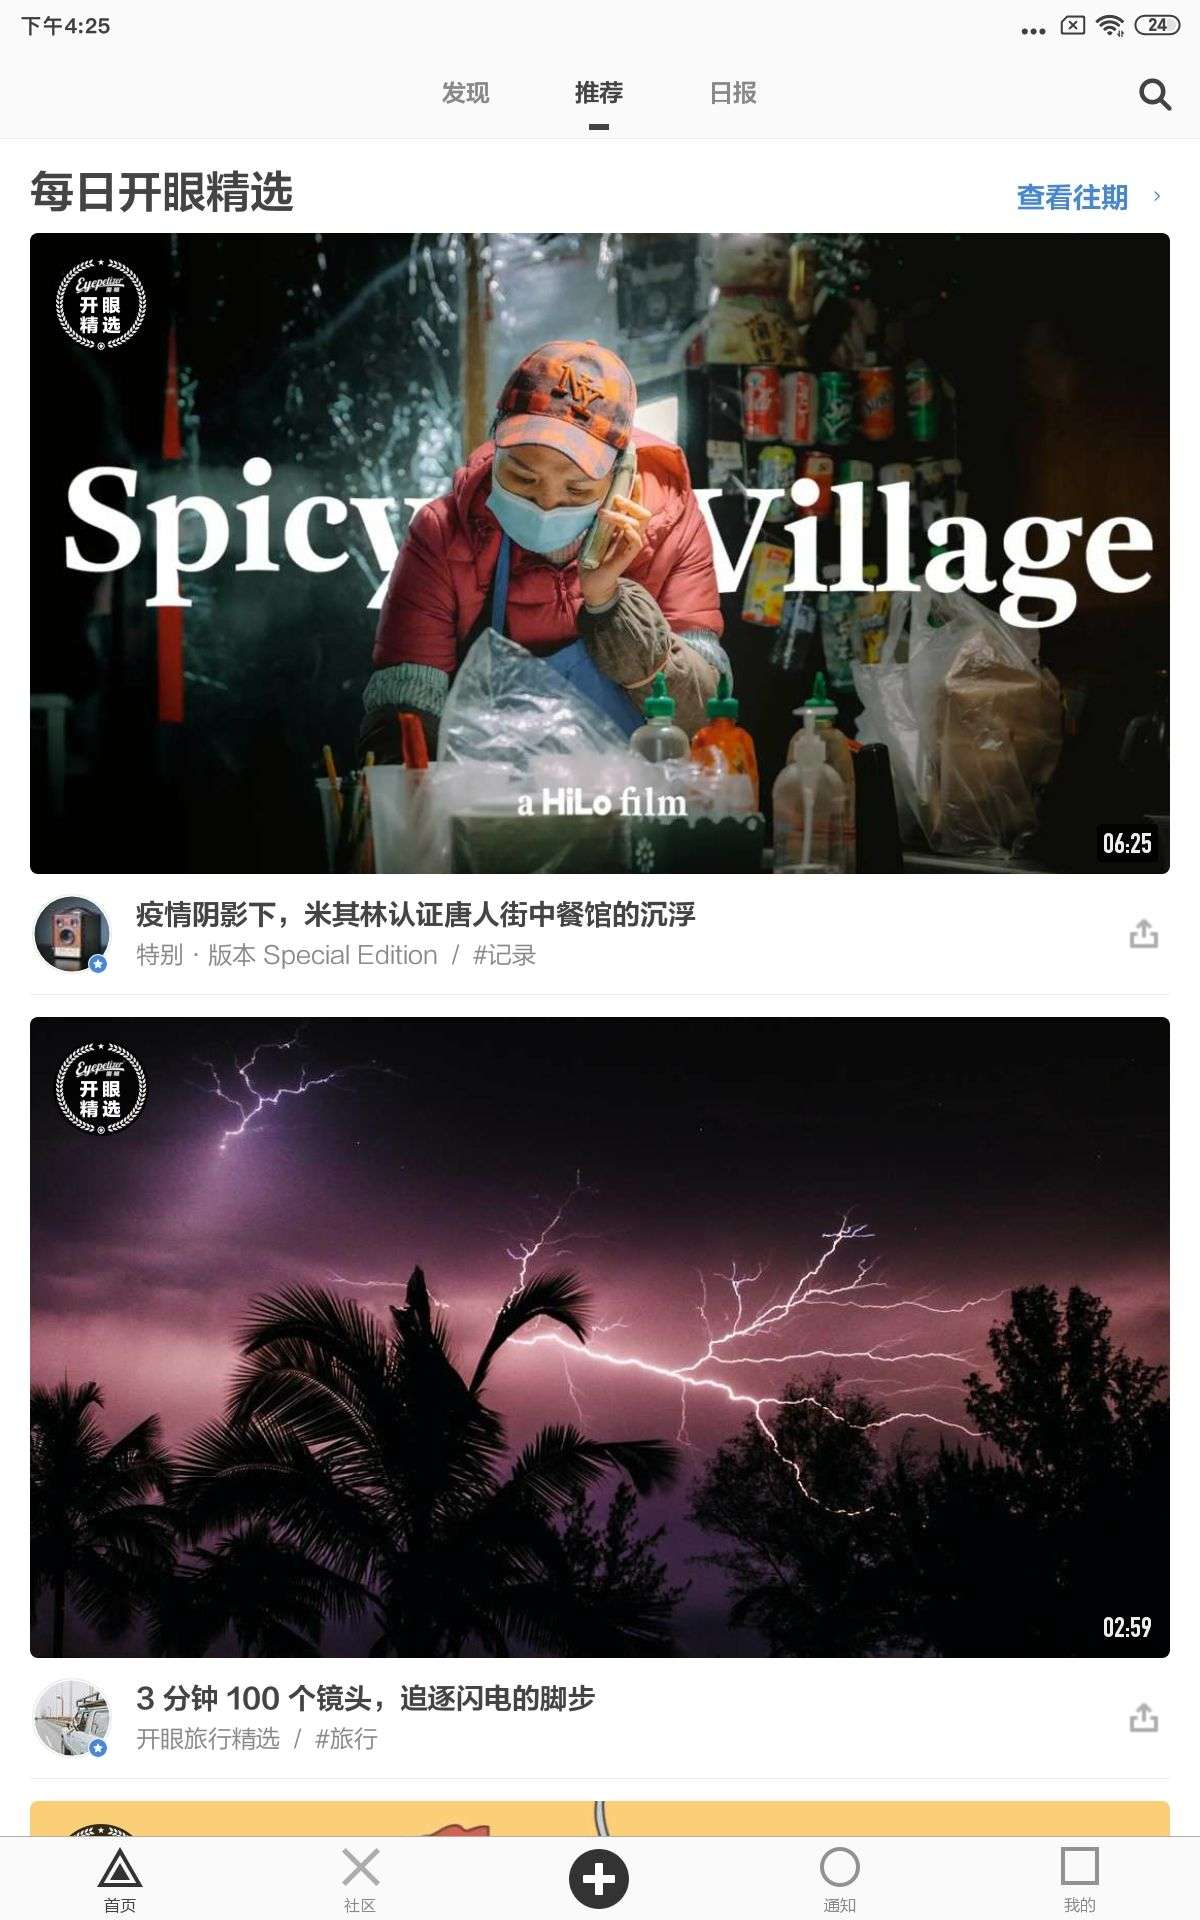 下午4:25
24
发现
推荐
日报
每日开眼精选
查看往期
Eyepetizer
开眼
精选
NY
Spicy Village
a HiLo film
06:25
疫情阴影下，米其林认证唐人街中餐馆的沉浮
特别 · 版本 Special Edition / #记录
Eyepetizer
开眼
精选
02:59
3 分钟 100 个镜头，追逐闪电的脚步
开眼旅行精选 / #旅行
首页
社区
通知
我的